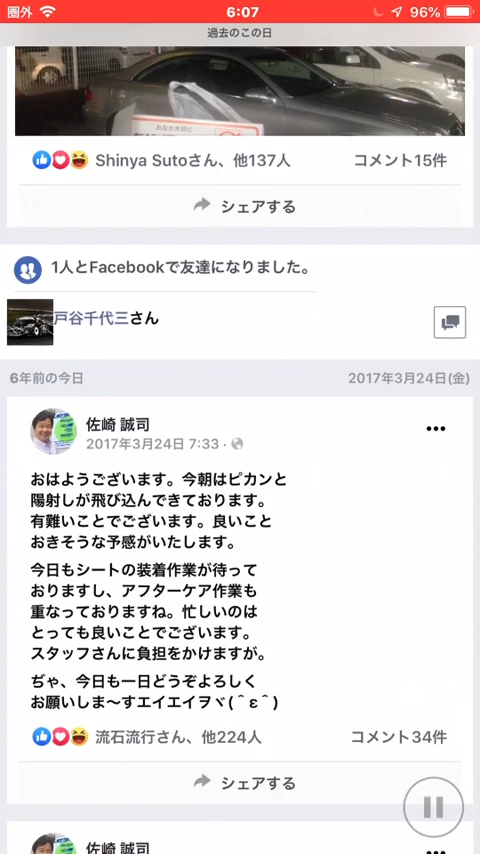 圏外 6:07 96%
過去のこの日
おなか大切に
Shinya Sutoさん、他137人 コメント15件
シェアする
1人とFacebookで友達になりました。
戸谷千代三さん
6年前の今日 2017年3月24日(金)
佐崎 誠司
2017年3月24日 7:33 ·
おはようございます。今朝はピカンと
陽射しが飛び込んできております。
有難いことでございます。良いこと
おきそうな予感がいたします。
今日もシートの装着作業が待って
おりますし、アフターケア作業も
重なっておりますね。忙しいのは
とっても良いことでございます。
スタッフさんに負担をかけますが。
ぢゃ、今日も一日どうぞよろしく
お願いしま〜すエイエイヲヾ(＾ε＾)
流石流行さん、他224人 コメント34件
シェアする
佐崎 誠司